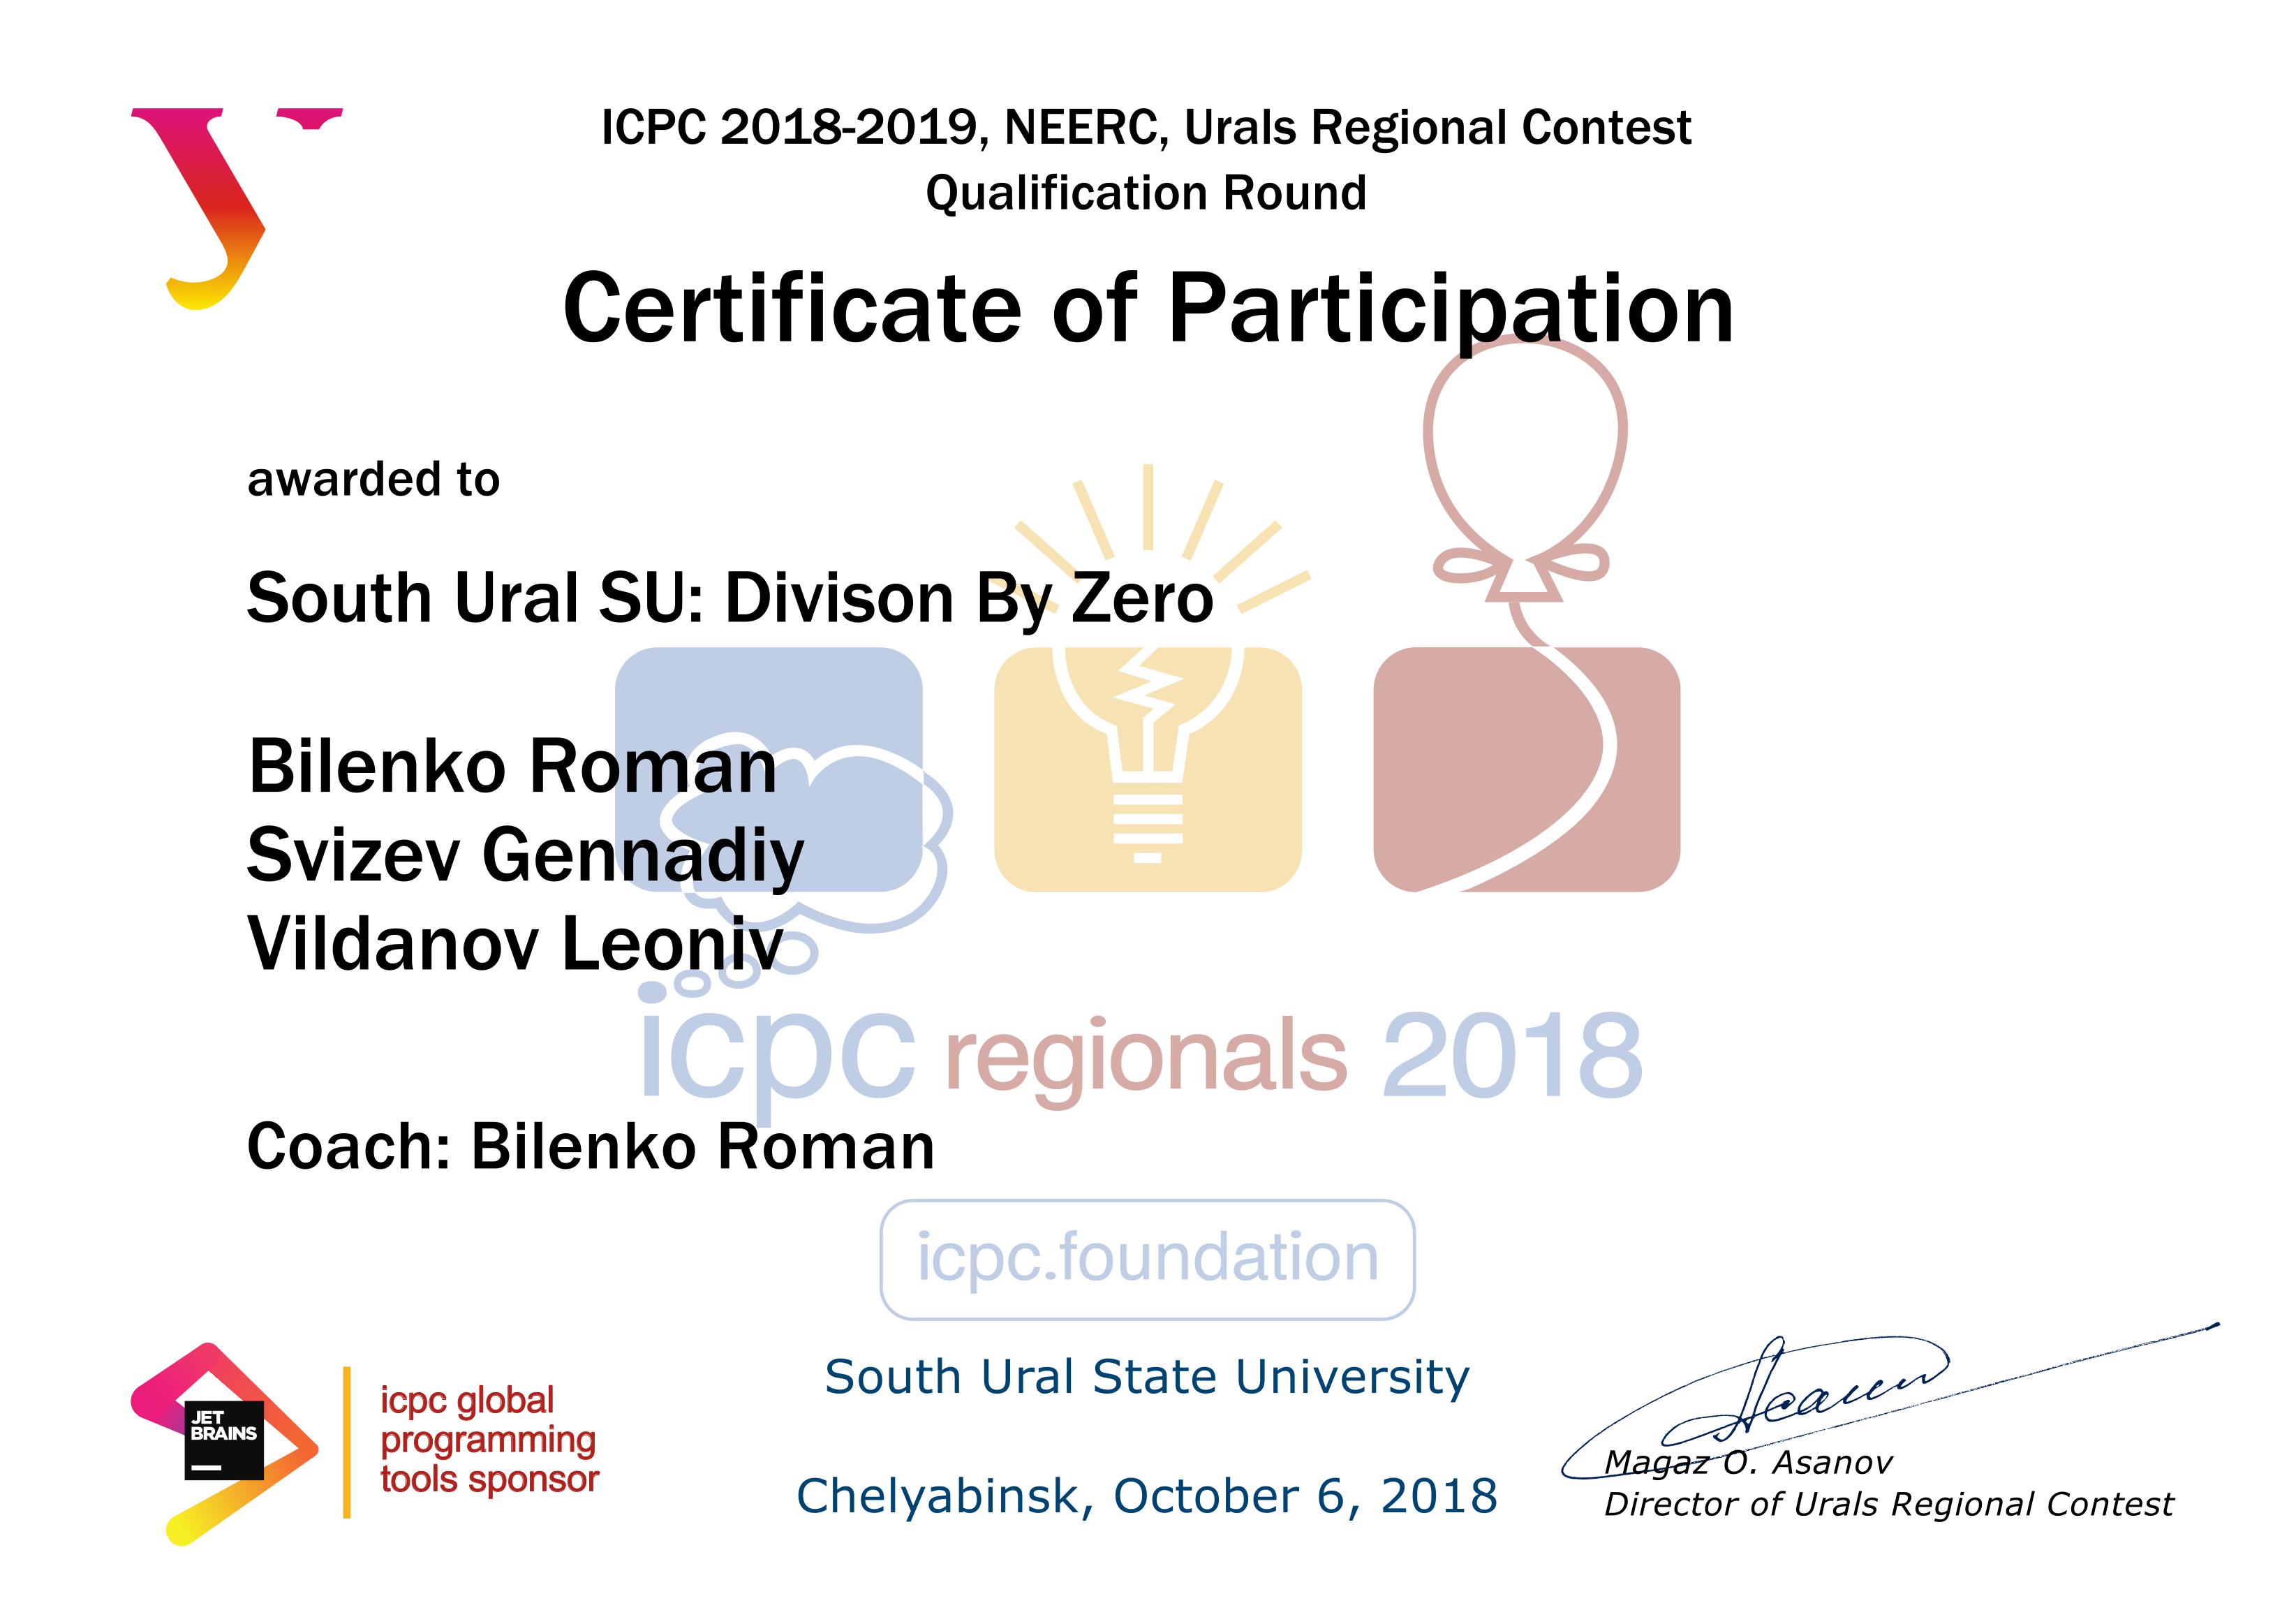 ICPC 2018-2019, NEERC, Urals Regional Contest
Qualification Round
Certificate of Participation
awarded to
South Ural SU: Divison By Zero
Bilenko Roman
Svizev Gennadiy
Vildanov Leoniv
icpc regionals 2018
Coach: Bilenko Roman
icpc.foundation
JET
BRAINS
icpc global
programming
tools sponsor
South Ural State University
Chelyabinsk, October 6, 2018
Magaz O. Asanov
Director of Urals Regional Contest